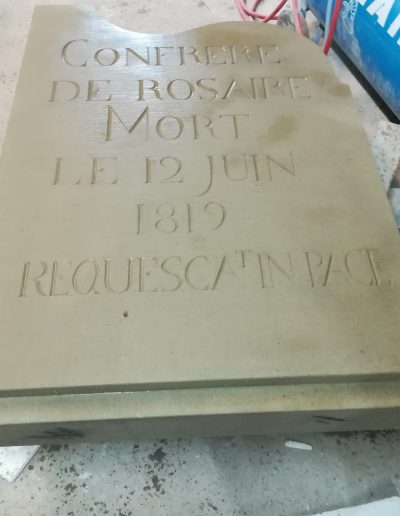 CONFRERE
DE ROSAIRE
MORT
LE 12 JUIN
1819
REQUESCAT IN PACE